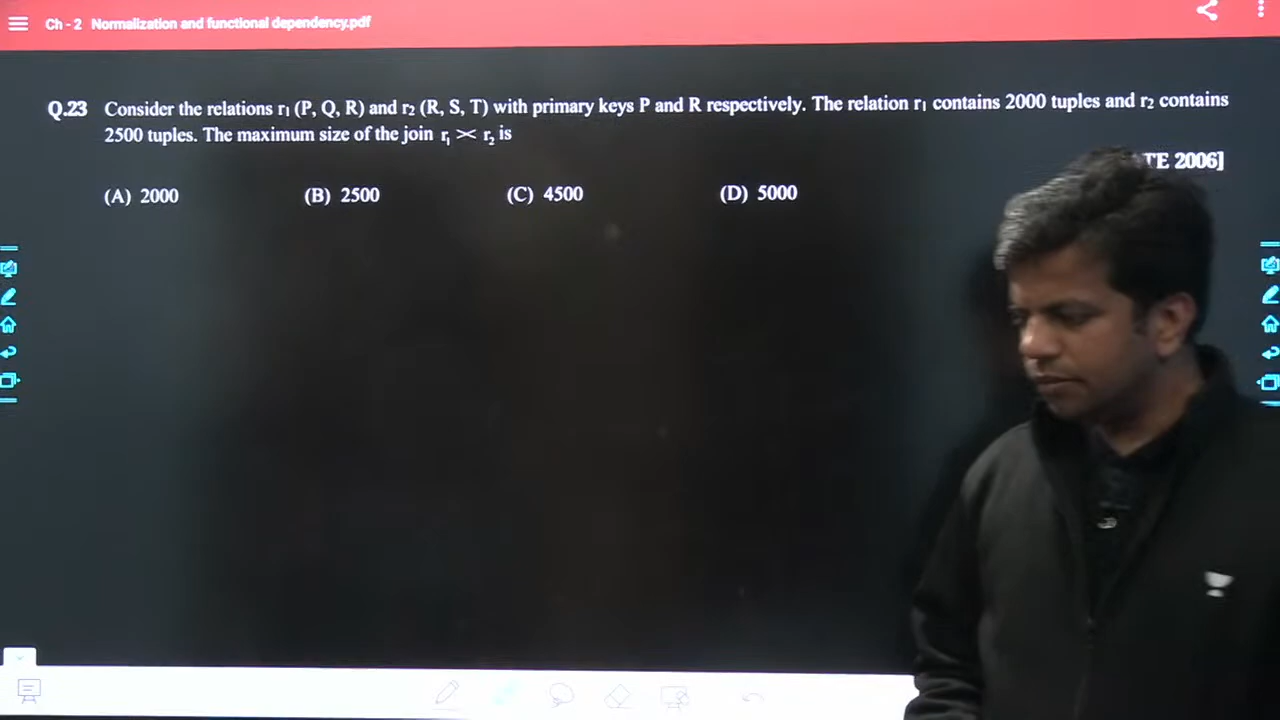 Ch - 2 Normalization and functional dependency.pdf
Q.23 Consider the relations r₁ (P, Q, R) and r₂ (R, S, T) with primary keys P and R respectively. The relation r₁ contains 2000 tuples and r₂ contains
2500 tuples. The maximum size of the join r₁ ⋈ r₂ is
TE 2006]
(A) 2000 (B) 2500 (C) 4500 (D) 5000